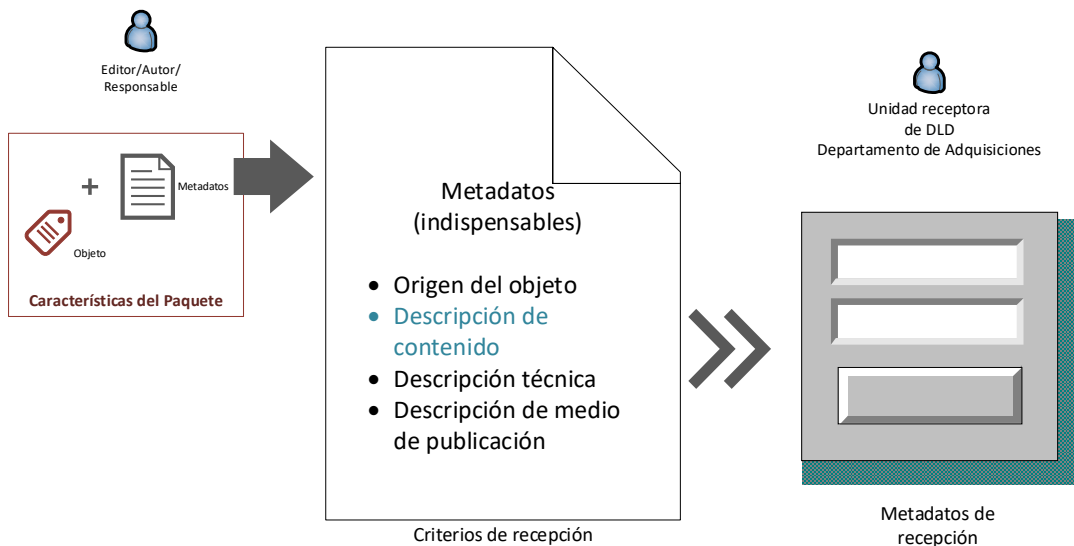 Editor/Autor/
Responsable
+
Metadatos
Objeto
Características del Paquete
Metadatos
(indispensables)
• Origen del objeto
• Descripción de
contenido
• Descripción técnica
• Descripción de medio
de publicación
Criterios de recepción
Unidad receptora
de DLD
Departamento de Adquisiciones
Metadatos de
recepción